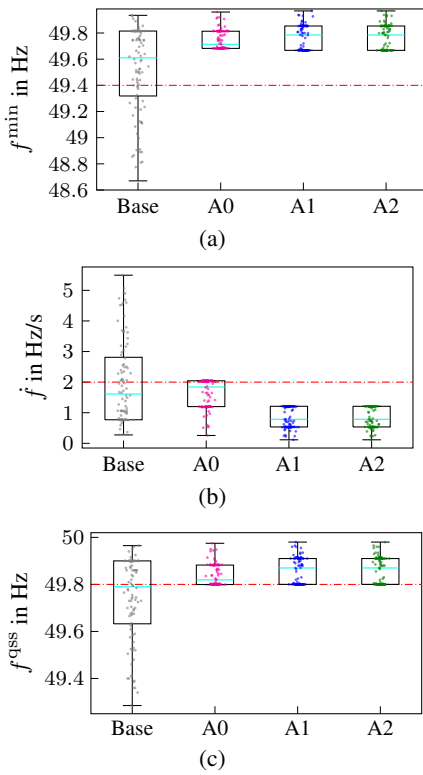 f^min in Hz
49.8
49.6
49.4
49.2
49
48.8
48.6
Base A0 A1 A2
(a)
ḟ in Hz/s
5
4
3
2
1
0
Base A0 A1 A2
(b)
f^qss in Hz
50
49.8
49.6
49.4
Base A0 A1 A2
(c)